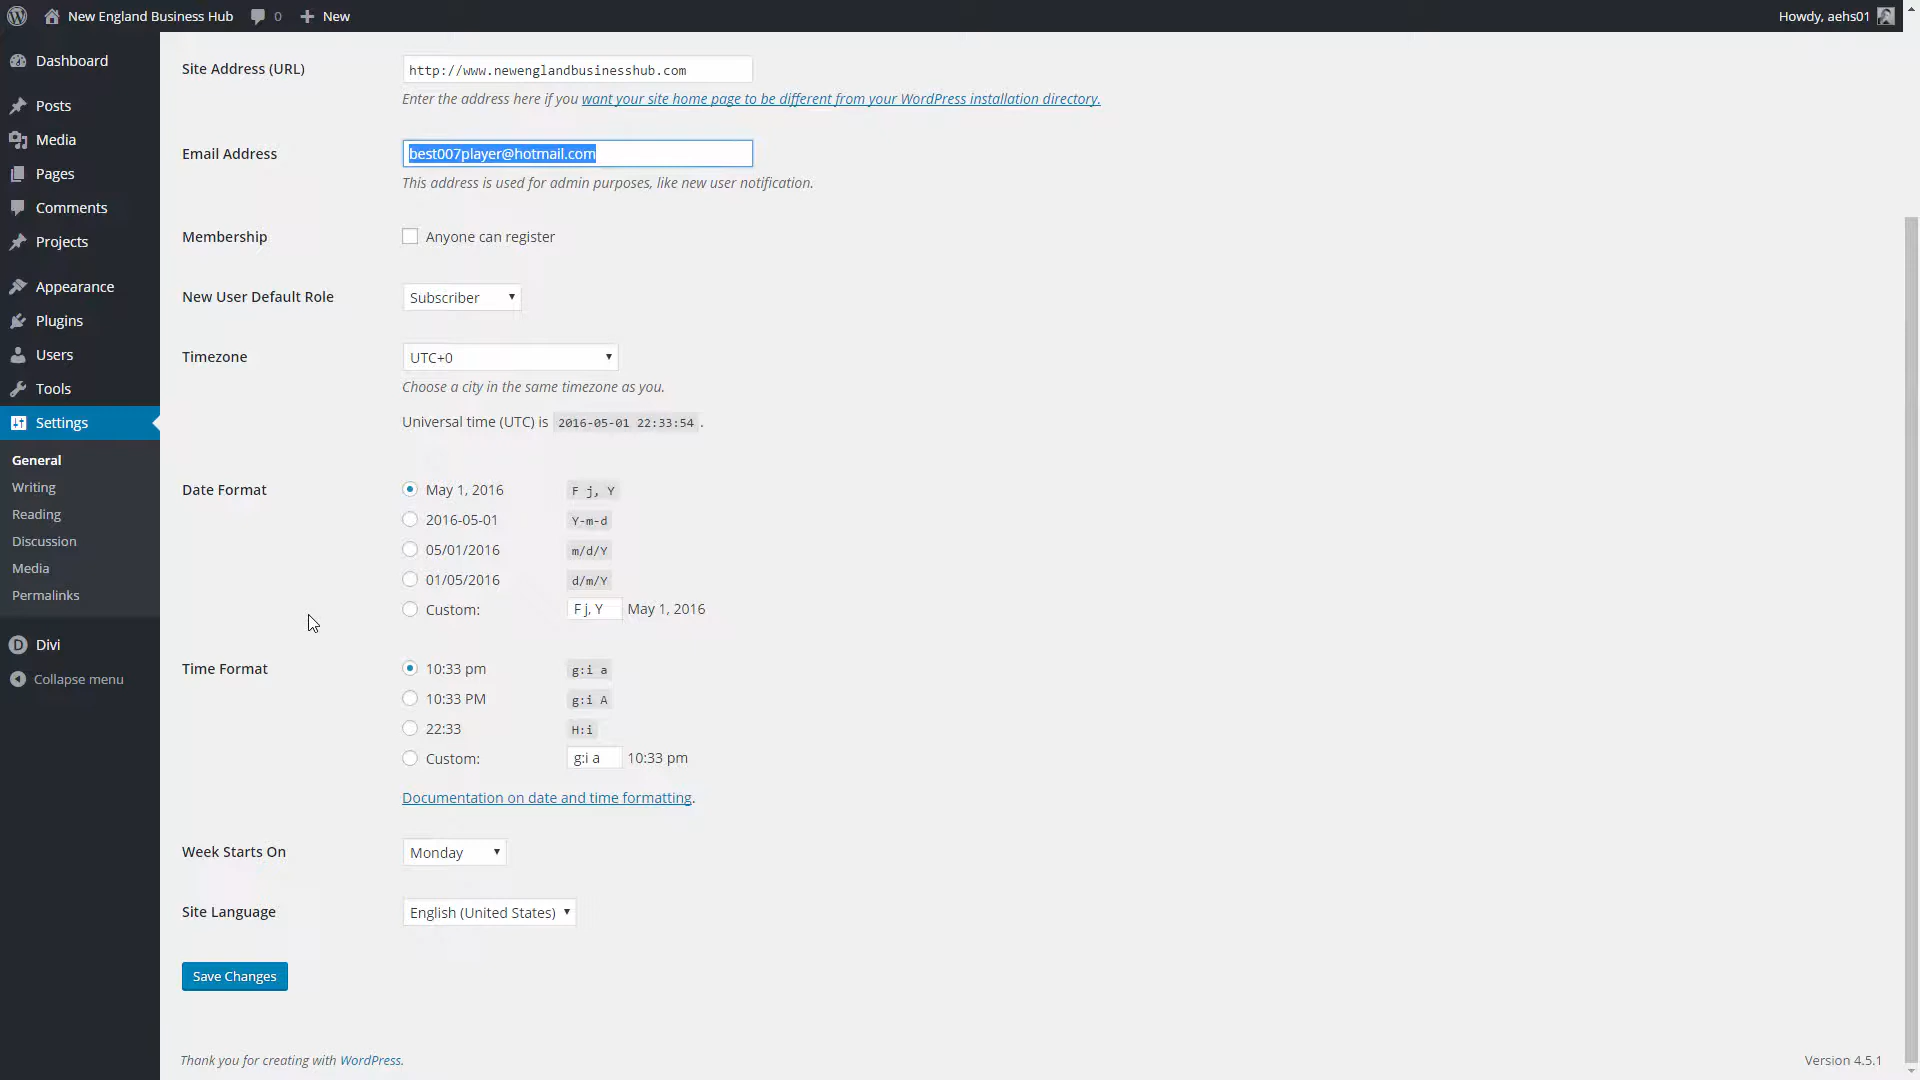 New England Business Hub 0 New Howdy, aehs01
Dashboard
Posts
Media
Pages
Comments
Projects
Appearance
Plugins
Users
Tools
Settings
General
Writing
Reading
Discussion
Media
Permalinks
D Divi
Collapse menu
Site Address (URL) http://www.newenglandbusinesshub.com
Enter the address here if you want your site home page to be different from your WordPress installation directory.
Email Address best007player@hotmail.com
This address is used for admin purposes, like new user notification.
Membership Anyone can register
New User Default Role Subscriber
Timezone UTC+0
Choose a city in the same timezone as you.
Universal time (UTC) is 2016-05-01 22:33:54 .
Date Format May 1, 2016 F j, Y
2016-05-01 Y-m-d
05/01/2016 m/d/Y
01/05/2016 d/m/Y
Custom: F j, Y May 1, 2016
Time Format 10:33 pm g:i a
10:33 PM g:i A
22:33 H:i
Custom: g:i a 10:33 pm
Documentation on date and time formatting.
Week Starts On Monday
Site Language English (United States)
Save Changes
Thank you for creating with WordPress. Version 4.5.1